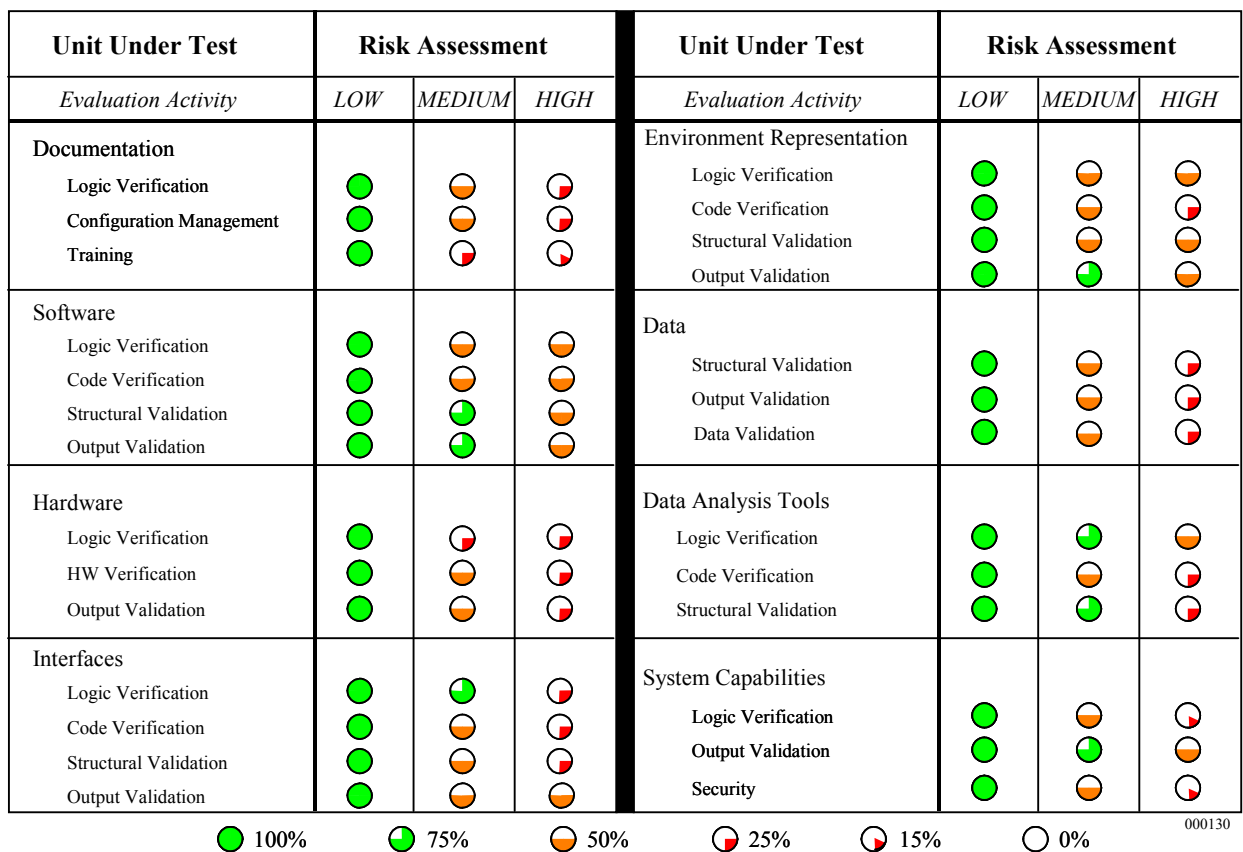 Unit Under Test
Risk Assessment
Evaluation Activity
LOW
MEDIUM
HIGH
Documentation
Logic Verification
Configuration Management
Training
Software
Logic Verification
Code Verification
Structural Validation
Output Validation
Hardware
Logic Verification
HW Verification
Output Validation
Interfaces
Logic Verification
Code Verification
Structural Validation
Output Validation
Unit Under Test
Risk Assessment
Evaluation Activity
LOW
MEDIUM
HIGH
Environment Representation
Logic Verification
Code Verification
Structural Validation
Output Validation
Data
Structural Validation
Output Validation
Data Validation
Data Analysis Tools
Logic Verification
Code Verification
Structural Validation
System Capabilities
Logic Verification
Output Validation
Security
000130
100%
75%
50%
25%
15%
0%